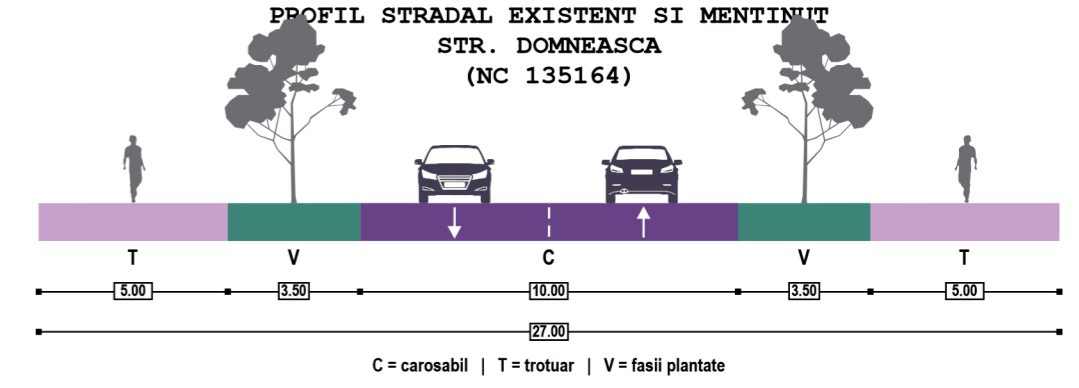 PROFIL STRADAL EXISTENT SI MENTINUT
STR. DOMNEASCA
(NC 135164)
T V C V T
5.00 3.50 10.00 3.50 5.00
27.00
C = carosabil | T = trotuar | V = fasii plantate